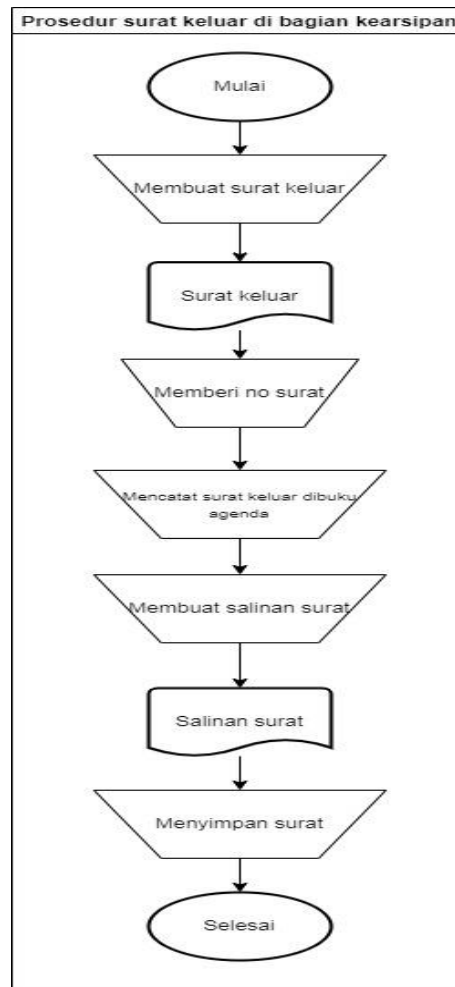 Prosedur surat keluar di bagian kearsipan
Mulai
Membuat surat keluar
Surat keluar
Memberi no surat
Mencatat surat keluar dibuku
agenda
Membuat salinan surat
Salinan surat
Menyimpan surat
Selesai